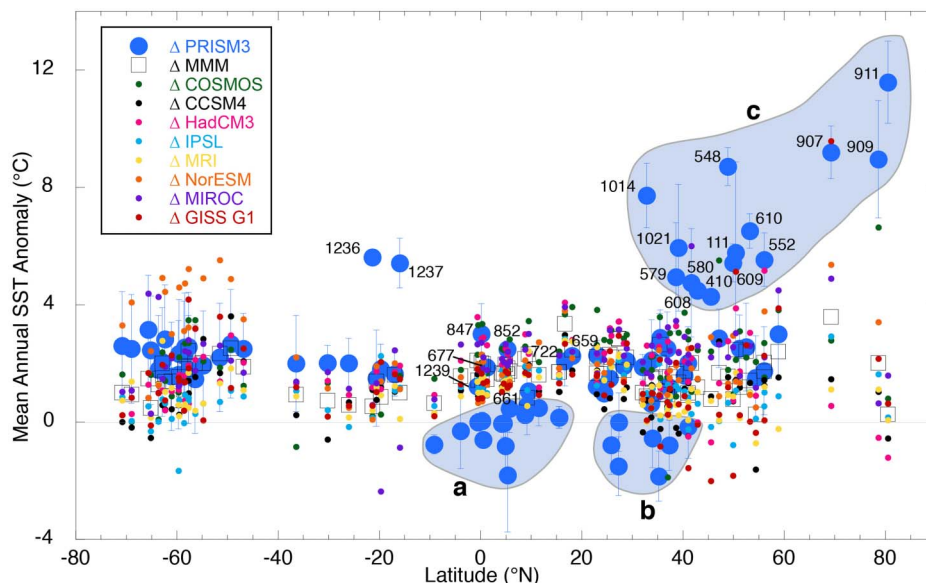 Δ PRISM3
Δ MMM
Δ COSMOS
Δ CCSM4
Δ HadCM3
Δ IPSL
Δ MRI
Δ NorESM
Δ MIROC
Δ GISS G1
Mean Annual SST Anomaly (°C)
12
8
4
0
-4
-80
-60
-40
-20
0
20
40
60
80
Latitude (°N)
911
c
907
909
548
1014
610
1021
111
552
579
580
410
609
608
1236
1237
847
852
677
722
659
1239
661
a
b